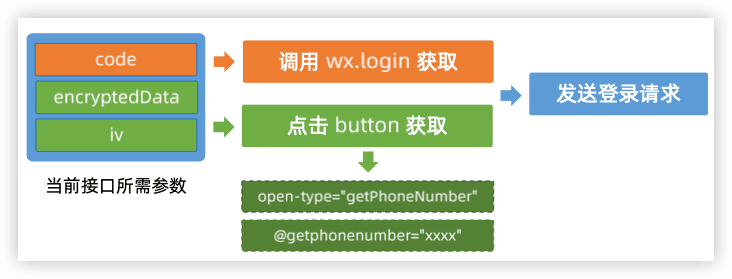 code
encryptedData
iv
当前接口所需参数
调用 wx.login 获取
点击 button 获取
open-type="getPhoneNumber"
@getphonenumber="xxxx"
发送登录请求